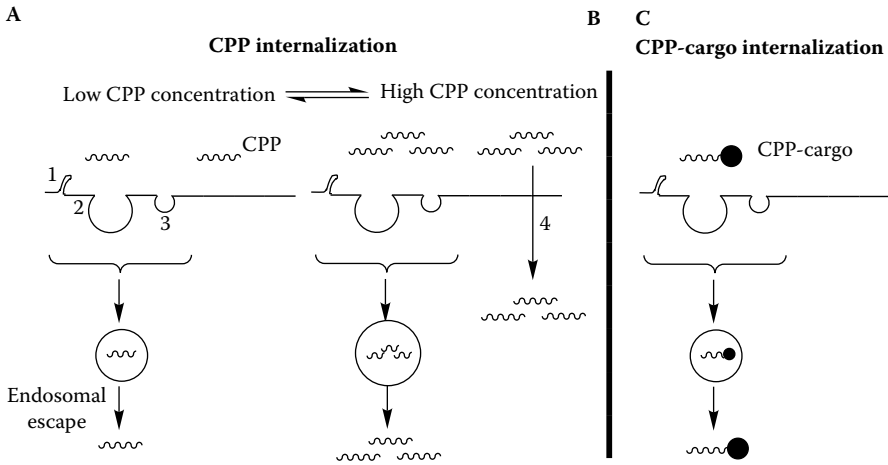 A
B
C
CPP internalization
CPP-cargo internalization
Low CPP concentration
High CPP concentration
CPP
CPP-cargo
1
2
3
4
Endosomal
escape